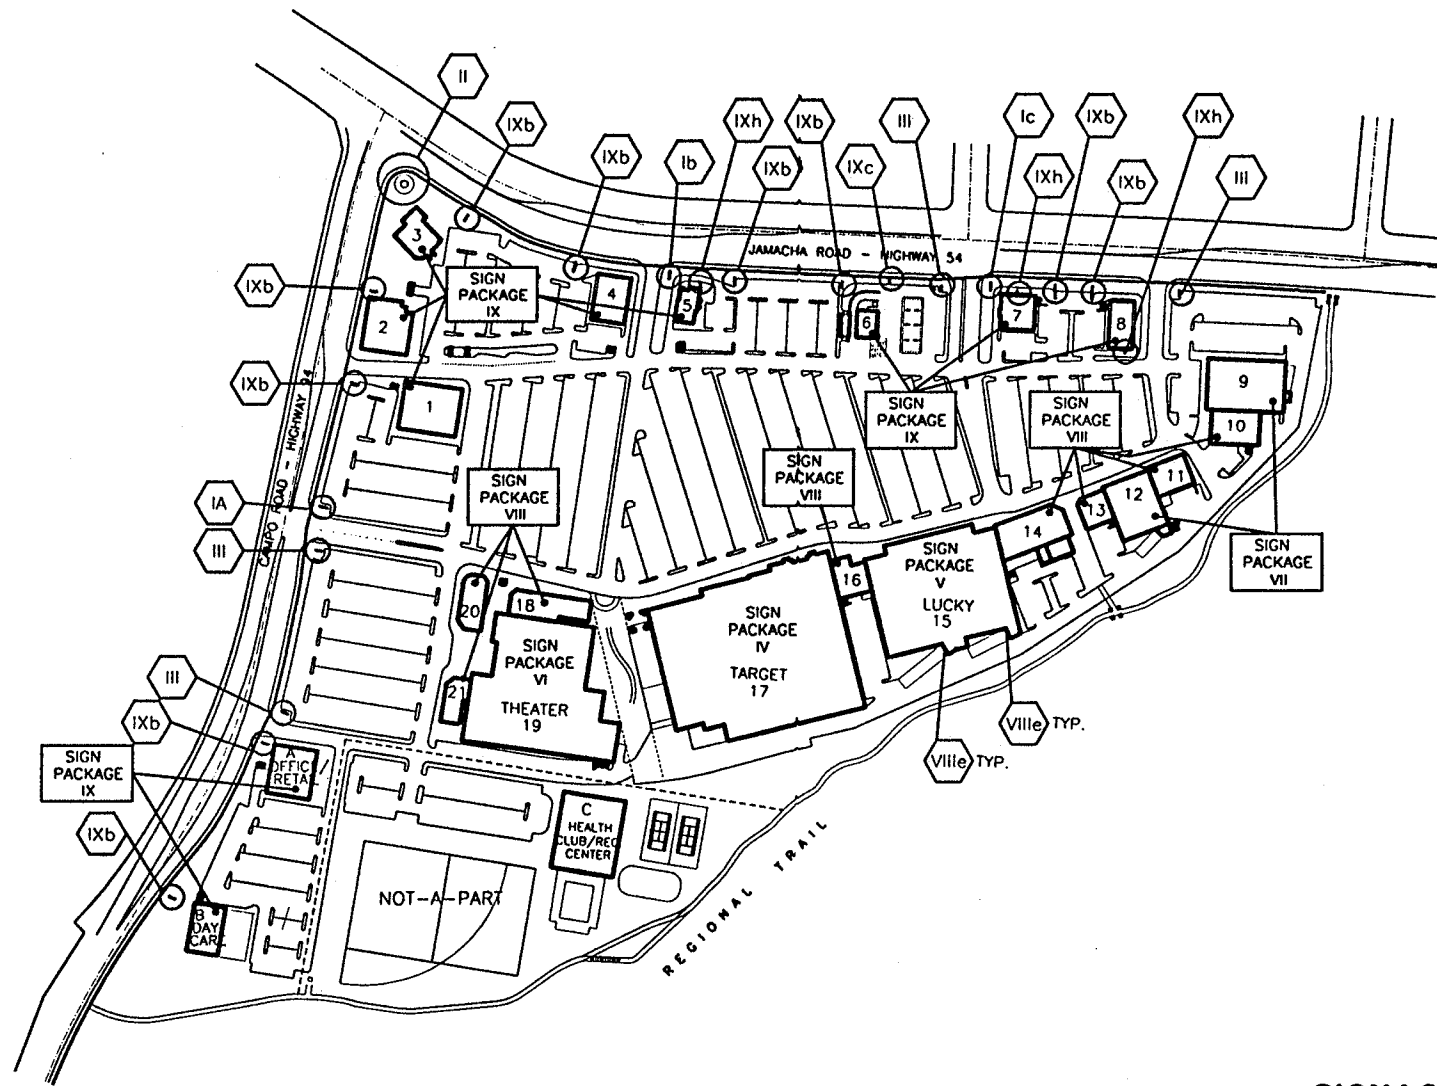 II
IXb
IXb
Ib
IXh
IXb
IXb
IXc
III
Ic
IXh
IXb
IXb
IXh
III
JAMACHA ROAD - HIGHWAY 54
3
SIGN
PACKAGE
IX
4
5
6
7
8
IXb
2
IXb
1
9
10
SIGN
PACKAGE
IX
SIGN
PACKAGE
VIII
CAMPO ROAD - HIGHWAY 94
SIGN
PACKAGE
VIII
SIGN
PACKAGE
VIII
11
12
13
14
IA
III
SIGN
PACKAGE
VII
SIGN
PACKAGE
V
LUCKY
15
16
20
18
SIGN
PACKAGE
IV
TARGET
17
SIGN
PACKAGE
VI
THEATER
19
21
III
IXb
VIIIe TYP.
VIIIe TYP.
SIGN
PACKAGE
IX
A
OFFIC
RETAIL
IXb
C
HEALTH
CLUB/REC
CENTER
NOT-A-PART
REGIONAL TRAIL
B
DAY
CARE